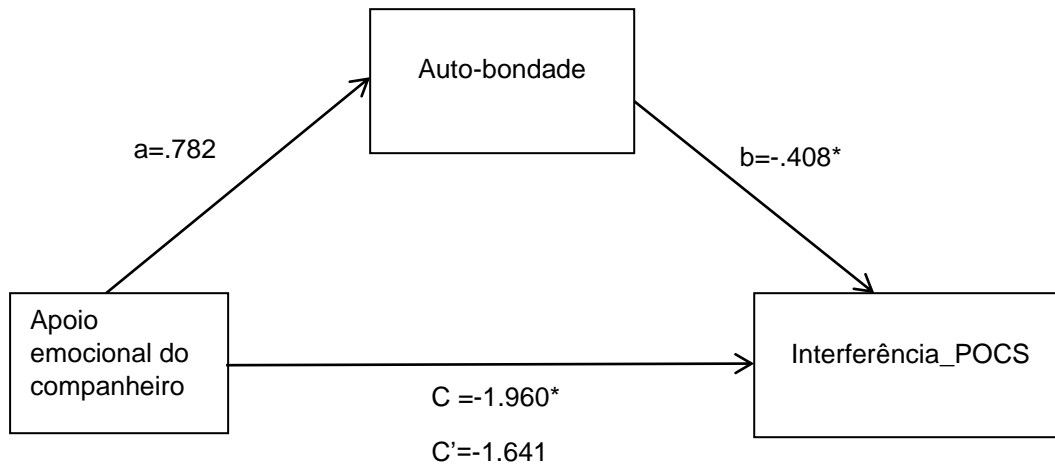 Auto-bondade
a=.782
b=-.408*
Apoio
emocional do
companheiro
Interferência_POCS
C =-1.960*
C’=-1.641